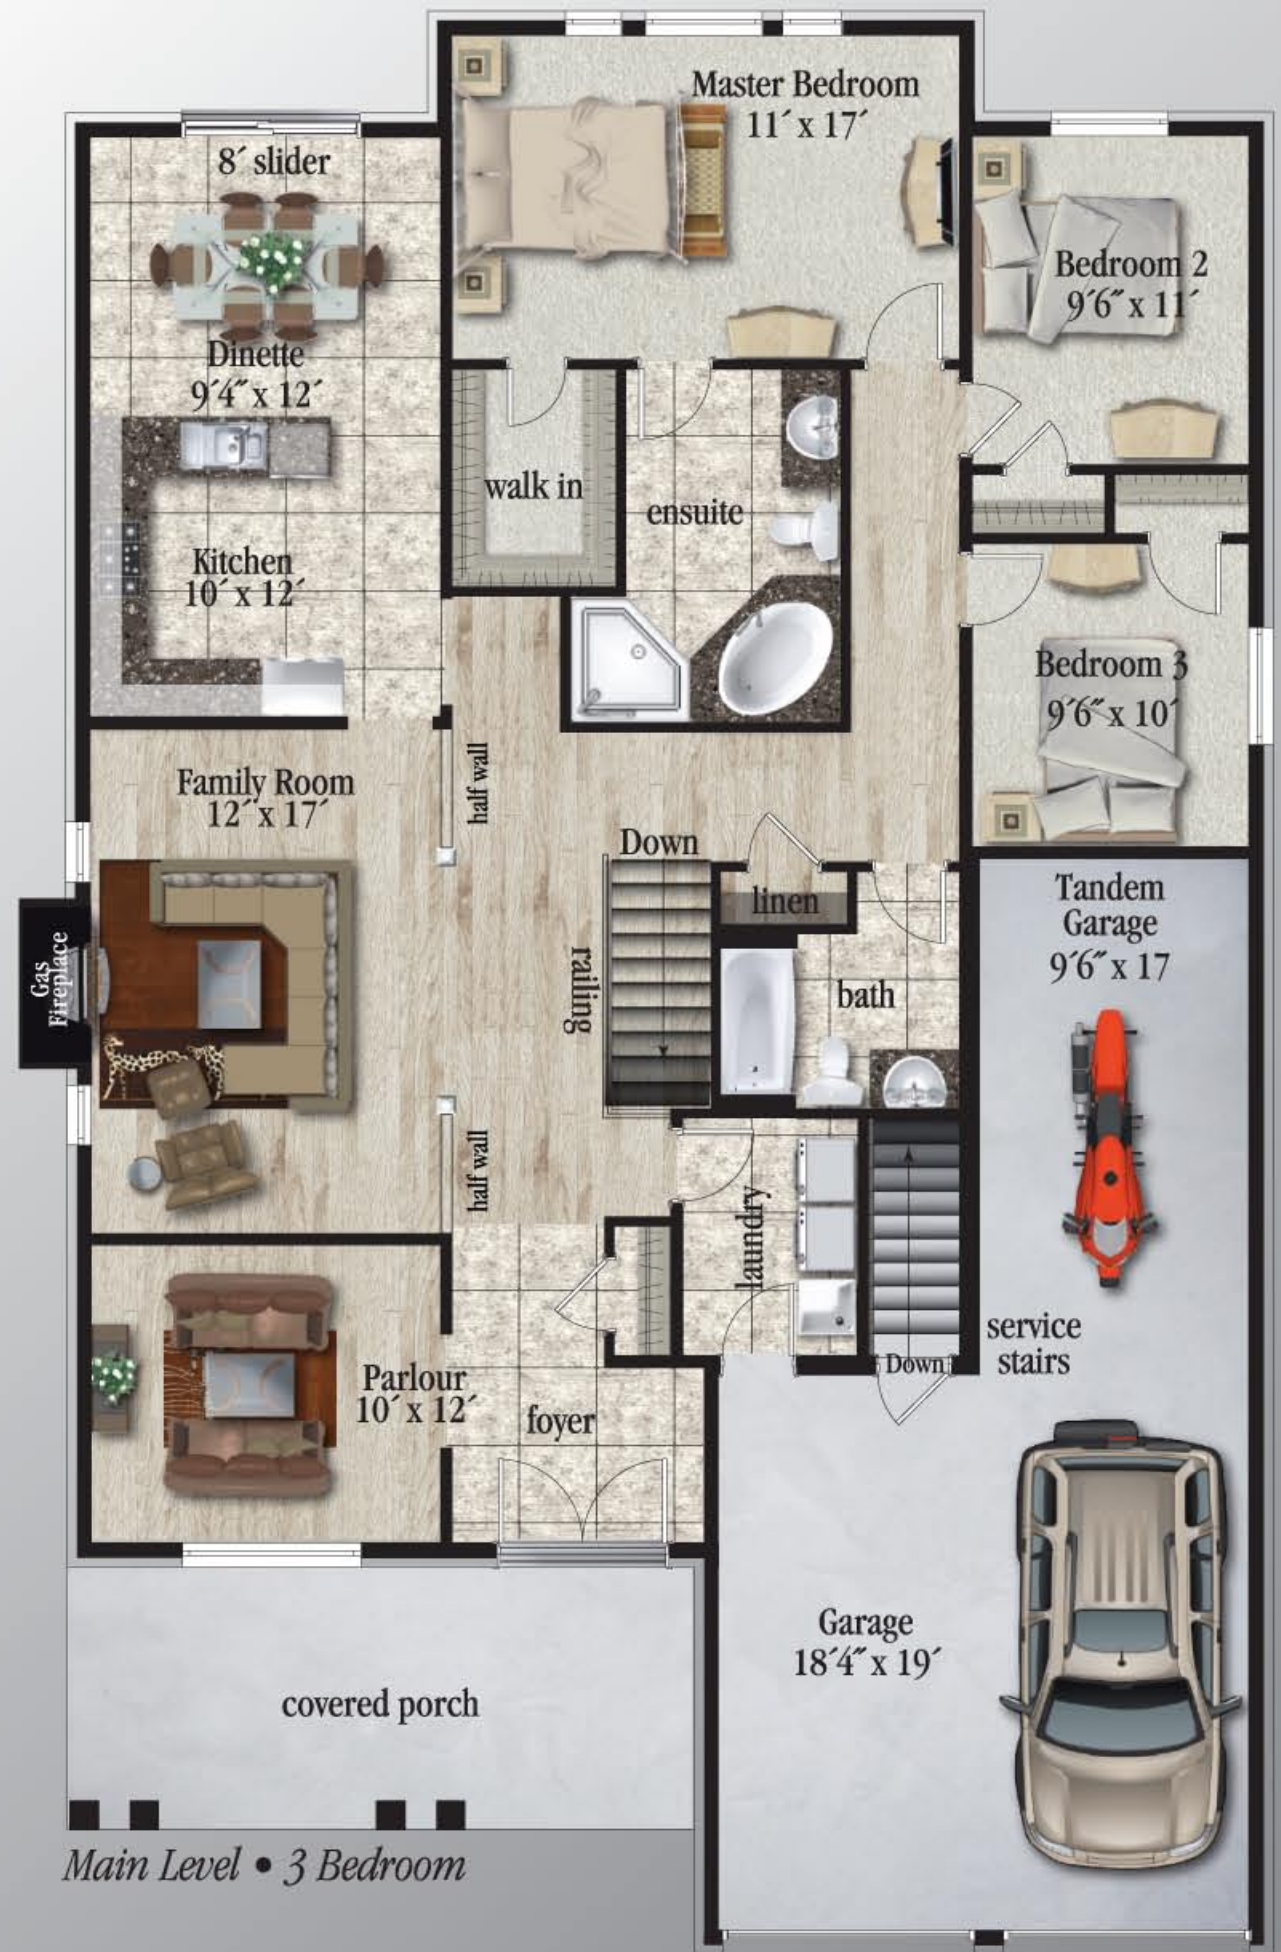 Master Bedroom
11´ x 17´
8´ slider
Bedroom 2
9´6˝ x 11´
Dinette
9´4˝ x 12´
walk in
ensuite
Kitchen
10´ x 12´
Bedroom 3
9´6˝ x 10´
half wall
Family Room
12˝ x 17´
Down
linen
Tandem
Garage
9´6˝ x 17
Gas
Fireplace
railing
bath
half wall
laundry
service
stairs
Down
Parlour
10´ x 12´
foyer
Garage
18´4˝ x 19´
covered porch
Main Level • 3 Bedroom